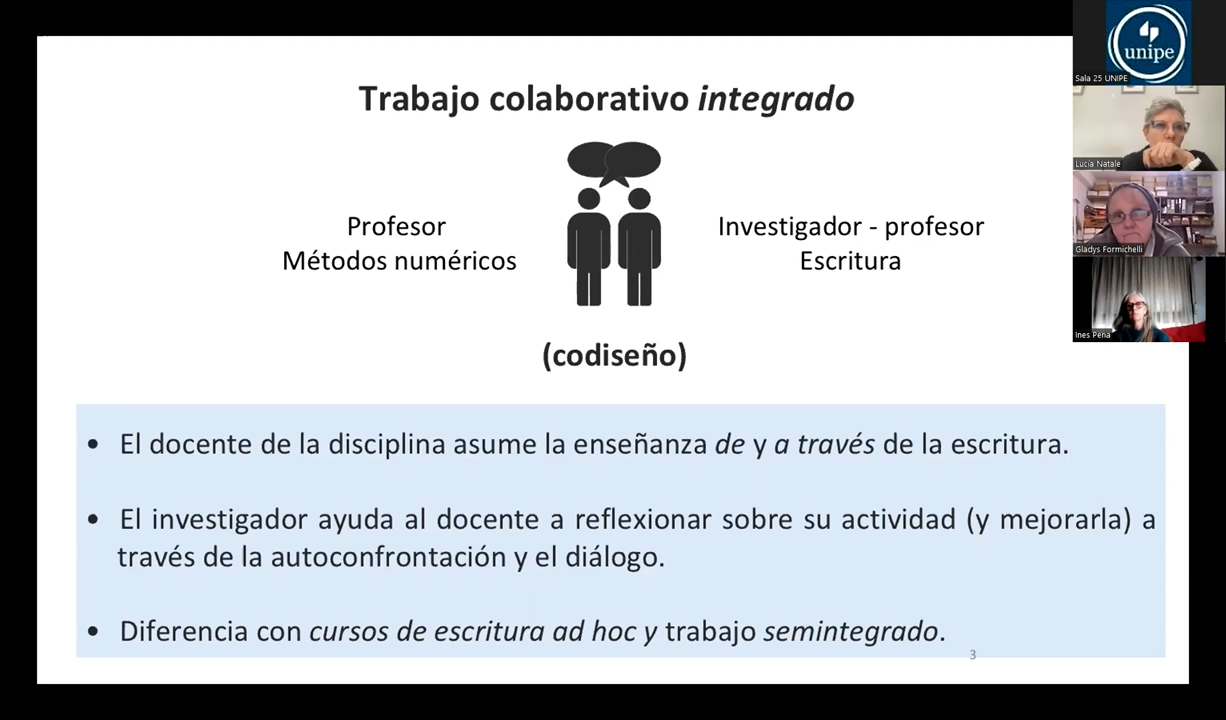 Trabajo colaborativo integrado
Profesor
Métodos numéricos
Investigador - profesor
Escritura
(codiseño)
• El docente de la disciplina asume la enseñanza de y a través de la escritura.
• El investigador ayuda al docente a reflexionar sobre su actividad (y mejorarla) a
través de la autoconfrontación y el diálogo.
• Diferencia con cursos de escritura ad hoc y trabajo semintegrado.
3
unipe
Sala 25 UNIPE
Lucía Natale
Gladys Formichelli
Ines Pena